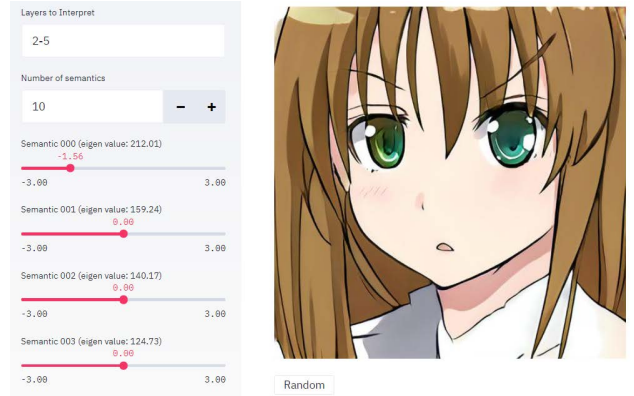 Layers to Interpret
2-5
Number of semantics
10 − +
Semantic 000 (eigen value: 212.01)
-1.56
-3.00 3.00
Semantic 001 (eigen value: 159.24)
0.00
-3.00 3.00
Semantic 002 (eigen value: 140.17)
0.00
-3.00 3.00
Semantic 003 (eigen value: 124.73)
0.00
-3.00 3.00
Random